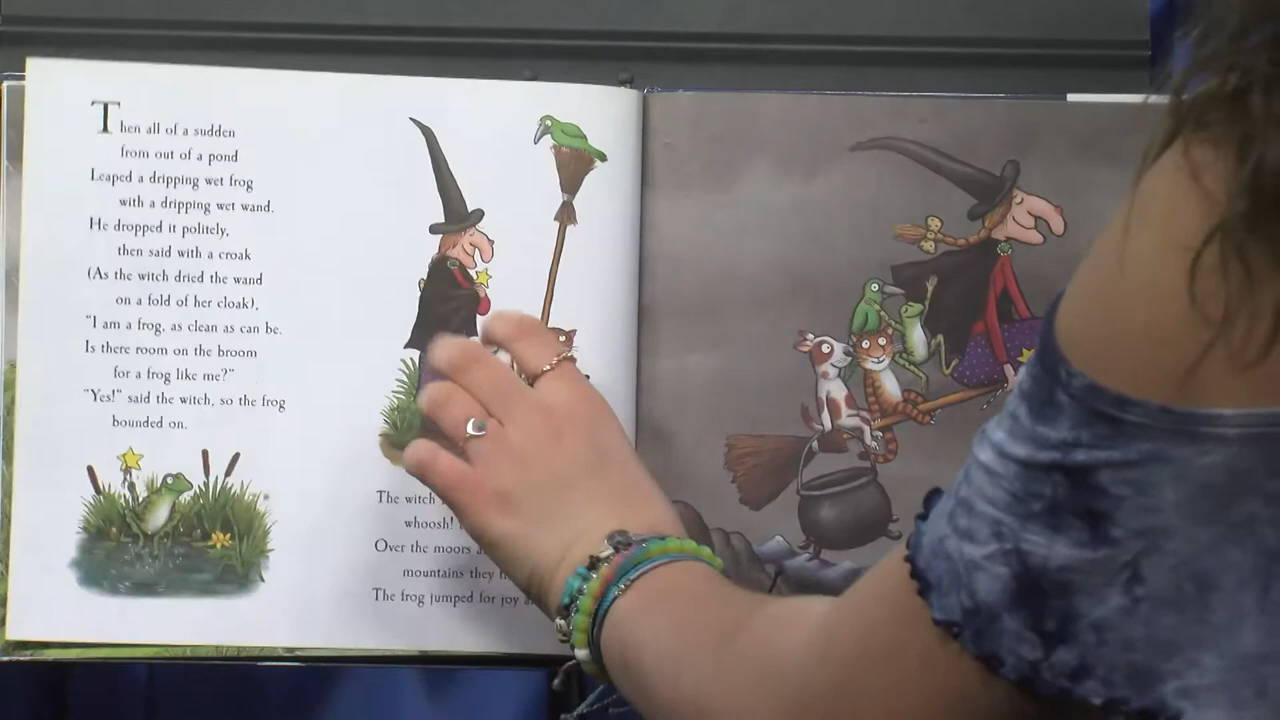 Then all of a sudden
from out of a pond
Leaped a dripping wet frog
with a dripping wet wand.
He dropped it politely,
then said with a croak
(As the witch dried the wand
on a fold of her cloak),
"I am a frog, as clean as can be.
Is there room on the broom
for a frog like me?"
"Yes!" said the witch, so the frog
bounded on.
The witch
whoosh!
Over the moors
mountains they
The frog jumped for joy